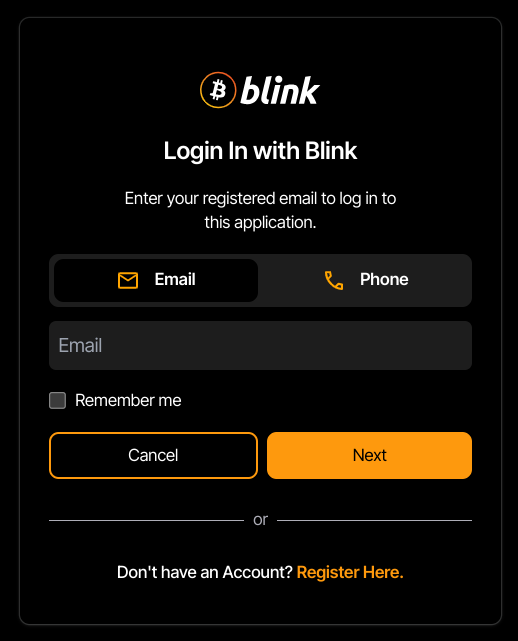 blink
Login In with Blink
Enter your registered email to log in to
this application.
Email
Phone
Email
Remember me
Cancel
Next
or
Don't have an Account? Register Here.